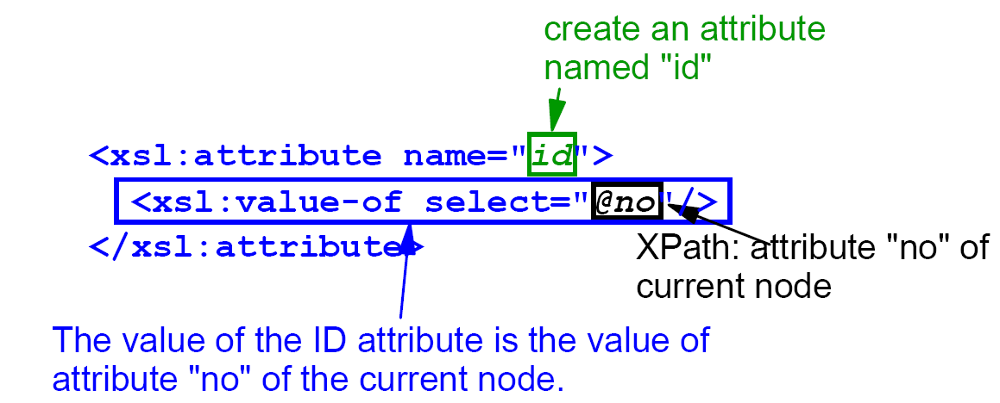 create an attribute
named "id"
<xsl:attribute name="id">
<xsl:value-of select="@no"/>
</xsl:attribute>
XPath: attribute "no" of
current node
The value of the ID attribute is the value of
attribute "no" of the current node.